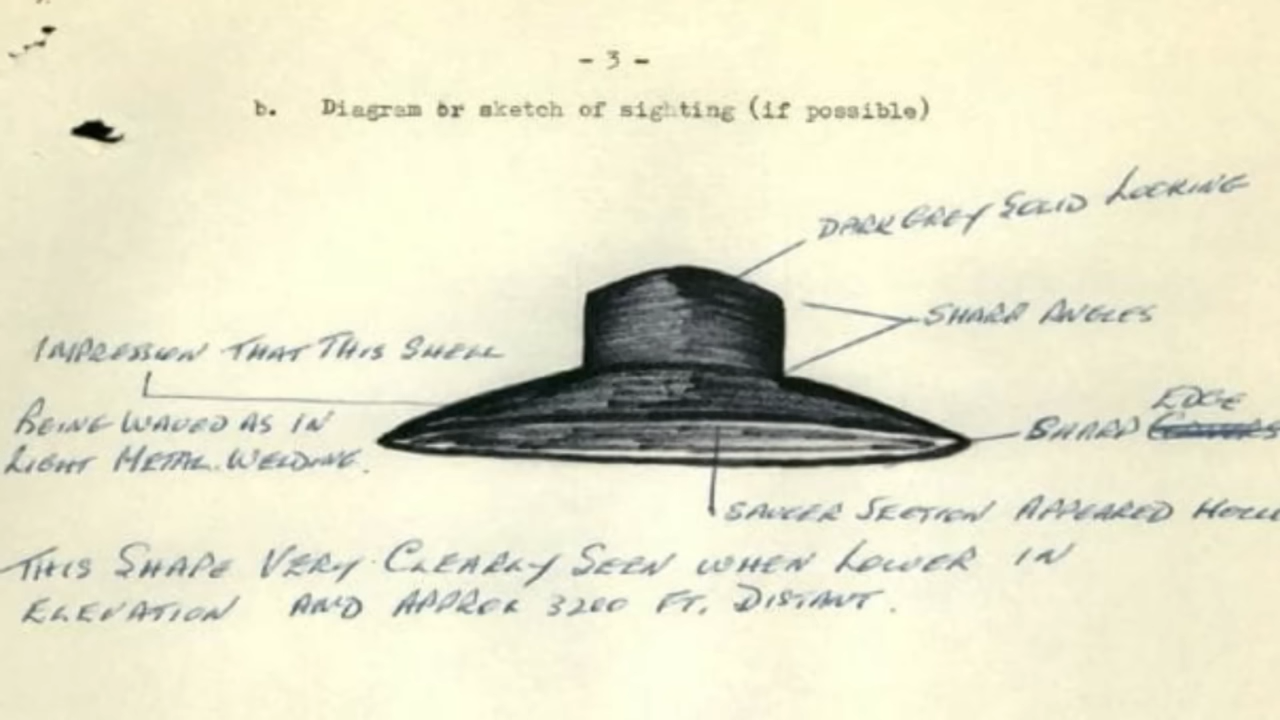 - 3 -
b. Diagram or sketch of sighting (if possible)
DARK GREY SOLID LOOKING
SHARP ANGLES
IMPRESSION THAT THIS SHELL
BEING WAVED AS IN
LIGHT METAL WELDING.
EDGE
SHARP
SAUCER SECTION APPEARED
THIS SHAPE VERY CLEARLY SEEN WHEN LOWER IN
ELEVATION AND APPROX 3200 FT. DISTANT.